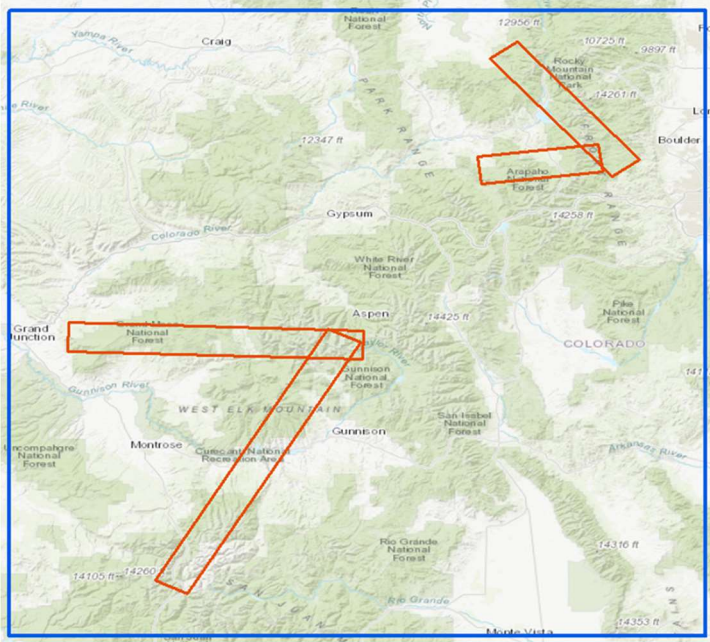 12956 ft
Craig
Yampa River
10725 ft
9897 ft
Rocky
Mountain
National
Park
14261 ft
PARK RANGE
12347 ft
Boulder
Arapaho
National
Forest
RANGE
Gypsum
14258 ft
Colorado River
White River
National
Forest
Aspen
14425 ft
Pike
National
Forest
Grand
Junction
National
Forest
COLORADO
Gunnison
National
Forest
Gunnison River
WEST ELK MOUNTAIN
San Isabel
National
Forest
Gunnison
Montrose
Curecanti National
Recreation Area
Uncompahgre
National
Forest
Arkansas River
Rio Grande
National
Forest
14316 ft
14105 ft
14260
SAN JUAN
Rio Grande
14353 ft
Monte Vista